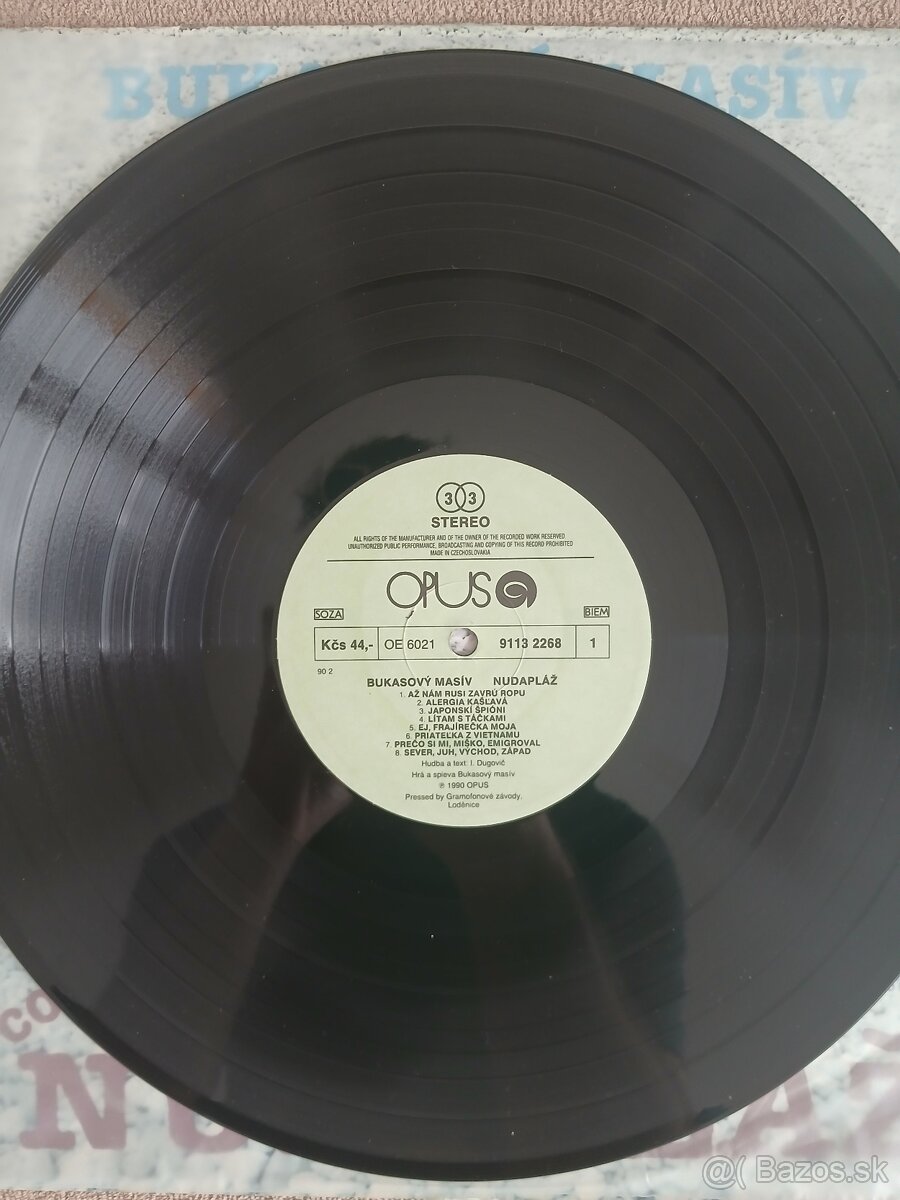 BUK
MASÍV
33
STEREO
ALL RIGHTS OF THE MANUFACTURER AND OF THE OWNER OF THE RECORDED WORK RESERVED
UNAUTHORIZED PUBLIC PERFORMANCE, BROADCASTING AND COPYING OF THIS RECORD PROHIBITED
MADE IN CZECHOSLOVAKIA
OPUS
SOZA
BIEM
Kčs 44,- OE 6021 9113 2268 1
90 2
BUKASOVÝ MASÍV NUDAPLÁŽ
1. AŽ NÁM RUSI ZAVRÚ ROPU
2. ALERGIA KAŠĽAVÁ
3. JAPONSKÍ ŠPIÓNI
4. LÍTAM S TÁČKAMI
5. EJ, FRAJÍREČKA MOJA
6. PRIATEĽKA Z VIETNAMU
7. PREČO SI MI, MIŠKO, EMIGROVAL
8. SEVER, JUH, VÝCHOD, ZÁPAD
Hudba a text: I. Dugovič
Hrá a spieva Bukasový masív
℗ 1990 OPUS
Pressed by Gramofonové závody,
Loděnice
CO
N
@( Bazos.sk